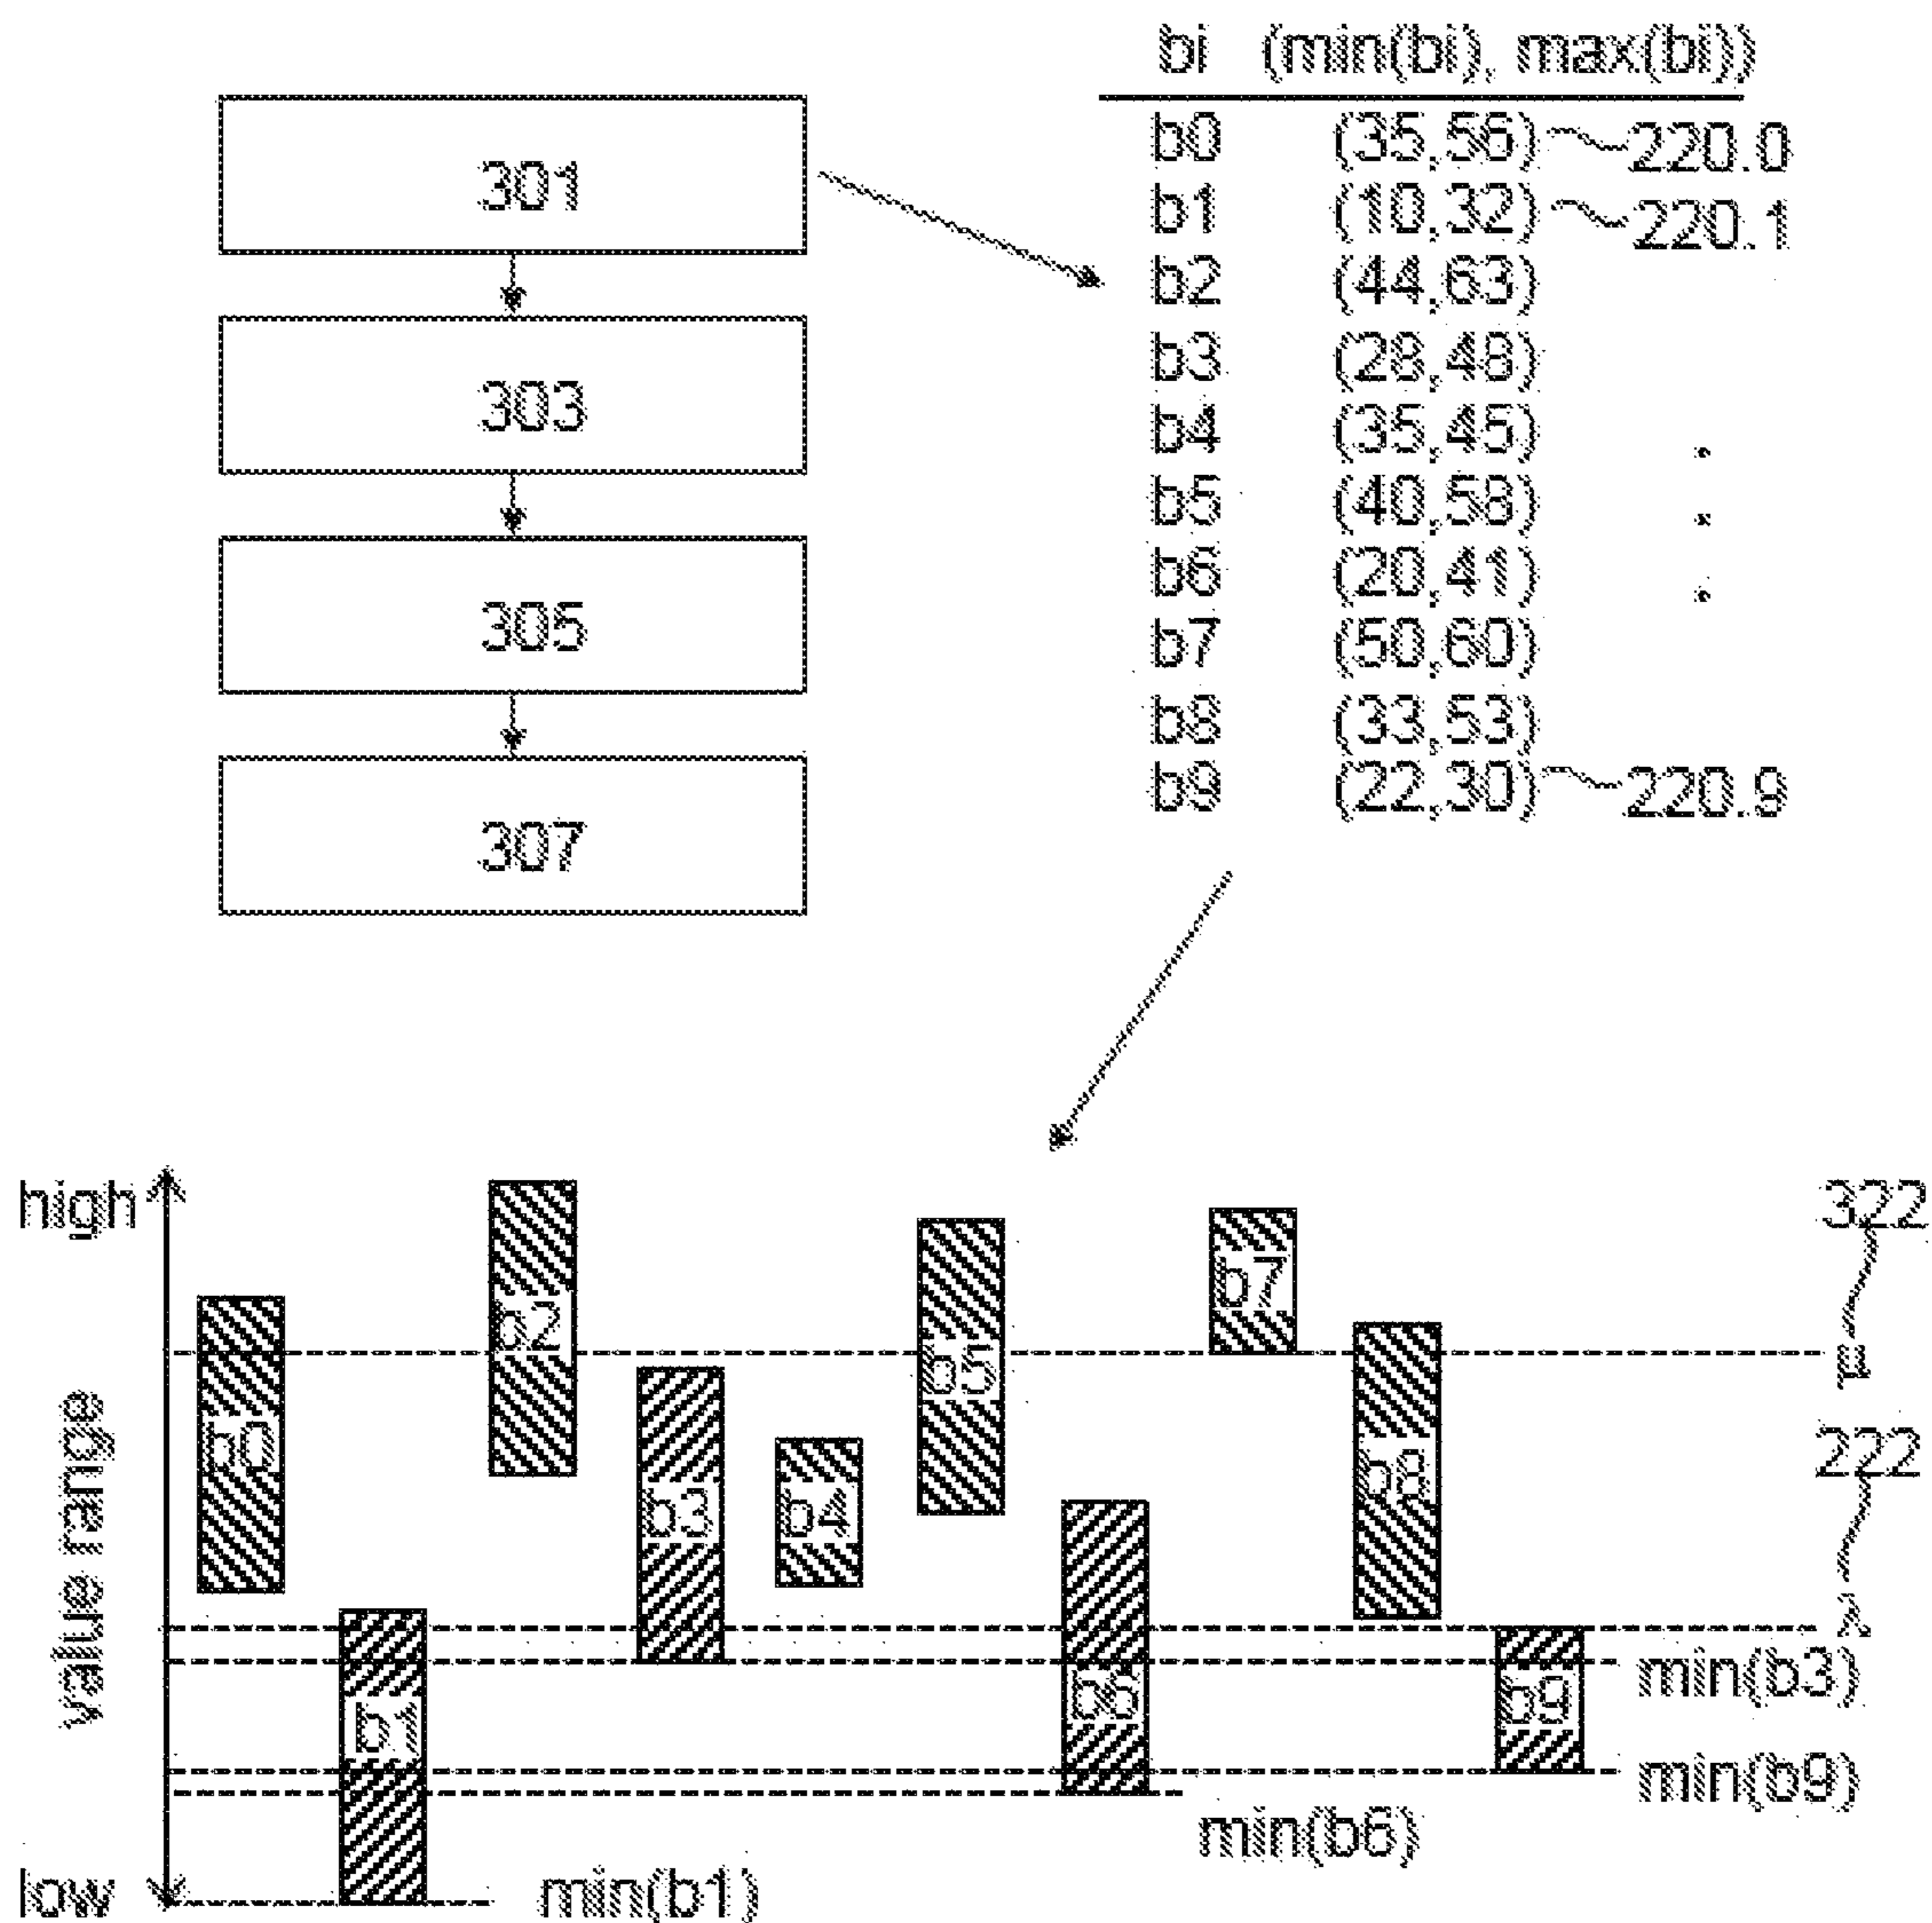 bi (min(bi), max(bi))
b0 (35,56) 220.0
b1 (10,32) 220.1
b2 (44,63)
b3 (28,48)
b4 (35,45)
b5 (40,58)
b6 (20,41)
b7 (50,60)
b8 (33,53)
b9 (22,30) 220.9
301
303
305
307
high
value range
low
b0
b1
b2
b3
b4
b5
b6
b7
b8
b9
322
μ
222
λ
min(b3)
min(b9)
min(b6)
min(b1)